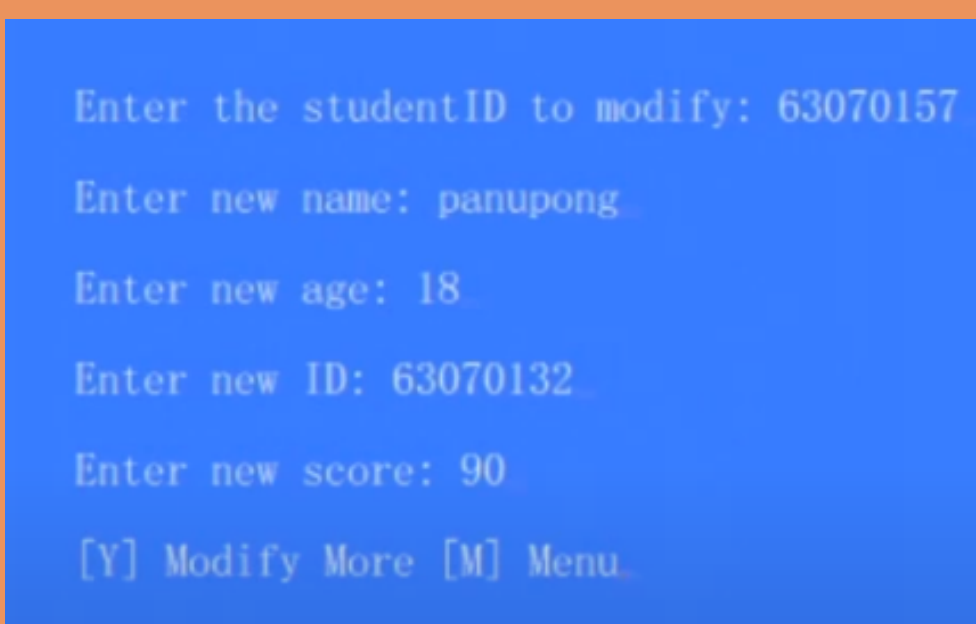 Enter the studentID to modify: 63070157
Enter new name: panupong
Enter new age: 18
Enter new ID: 63070132
Enter new score: 90
[Y] Modify More [M] Menu